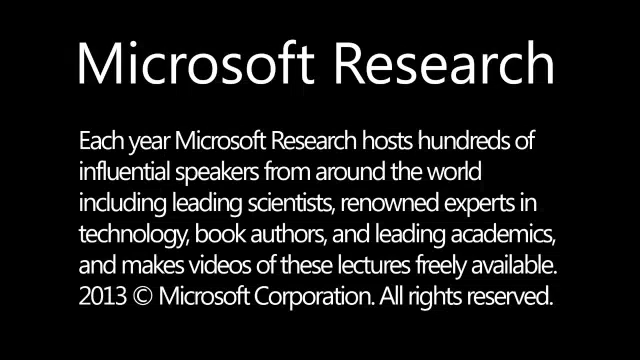 Microsoft Research
Each year Microsoft Research hosts hundreds of
influential speakers from around the world
including leading scientists, renowned experts in
technology, book authors, and leading academics,
and makes videos of these lectures freely available.
2013 © Microsoft Corporation. All rights reserved.